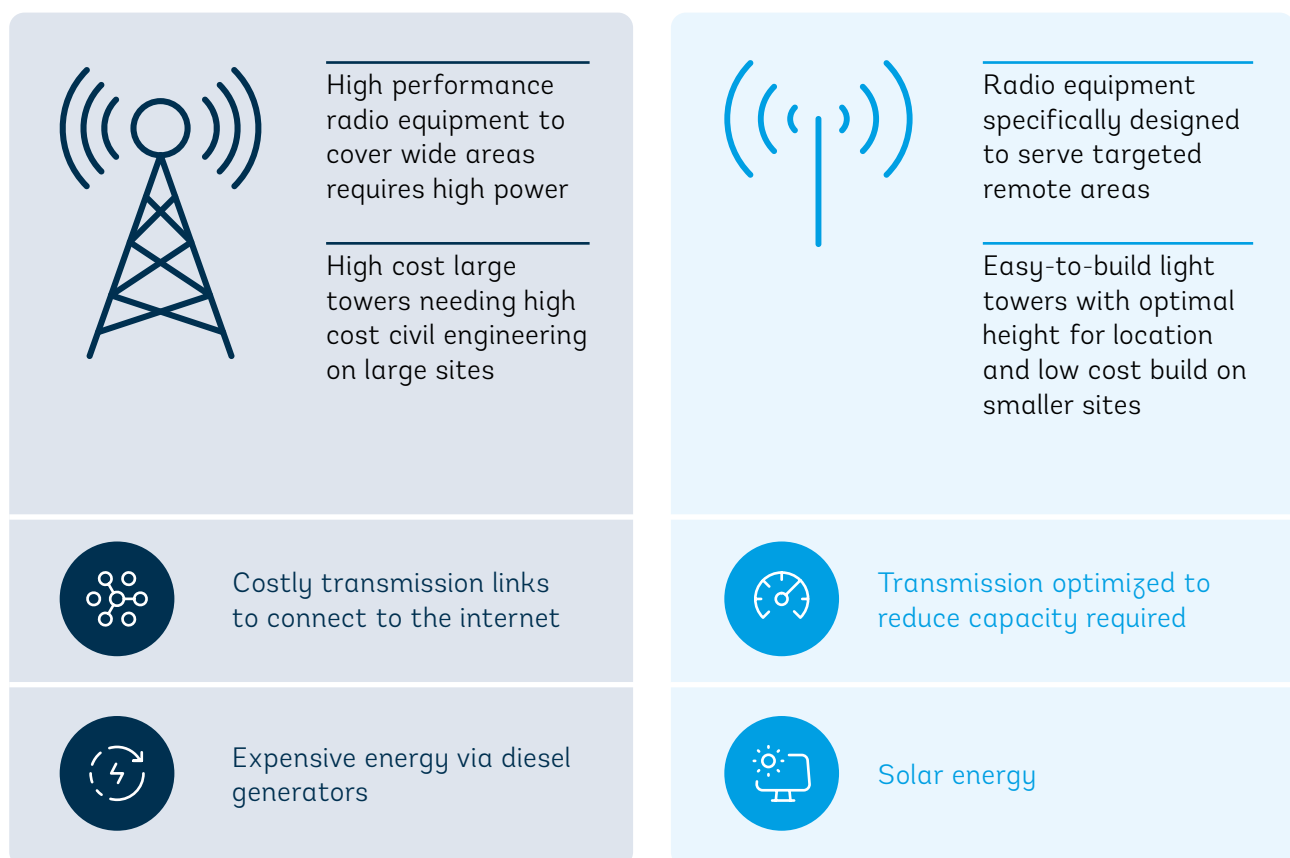 High performance
radio equipment to
cover wide areas
requires high power
High cost large
towers needing high
cost civil engineering
on large sites
Costly transmission links
to connect to the internet
Expensive energy via diesel
generators
Radio equipment
specifically designed
to serve targeted
remote areas
Easy-to-build light
towers with optimal
height for location
and low cost build on
smaller sites
Transmission optimized to
reduce capacity required
Solar energy